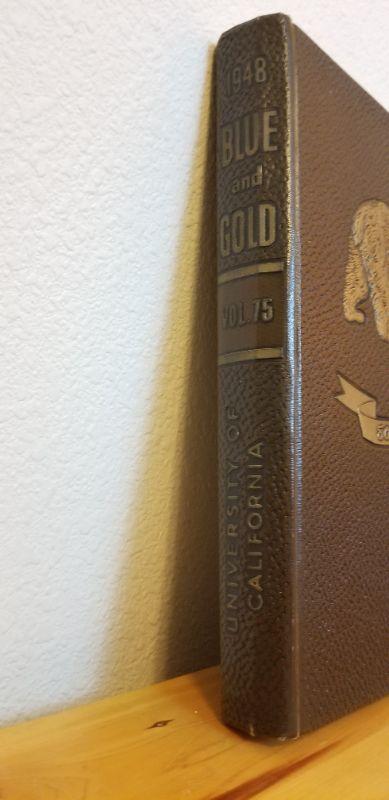 1948
BLUE
and
GOLD
VOL. 75
UNIVERSITY OF
CALIFORNIA